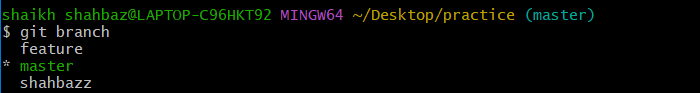 shaikh shahbaz@LAPTOP-C96HKT92 MINGW64 ~/Desktop/practice (master)
$ git branch
  feature
* master
  shahbazz